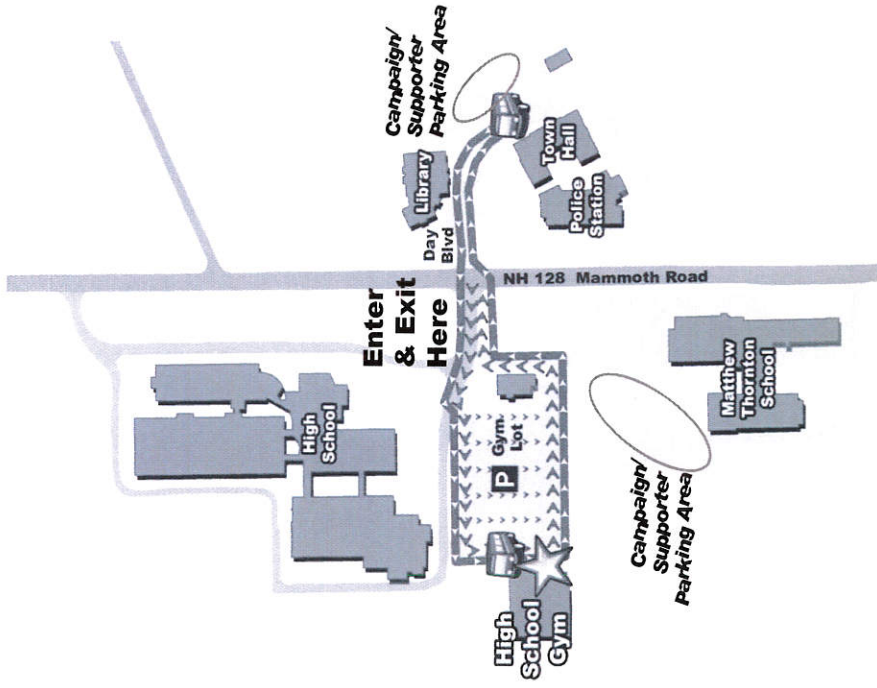 Campaign/
Supporter
Parking Area
Library
Day
Blvd
Town
Hall
Police
Station
NH 128 Mammoth Road
Enter
& Exit
Here
High
School
P
Gym
Lot
Matthew
Thornton
School
Campaign/
Supporter
Parking Area
High
School
Gym